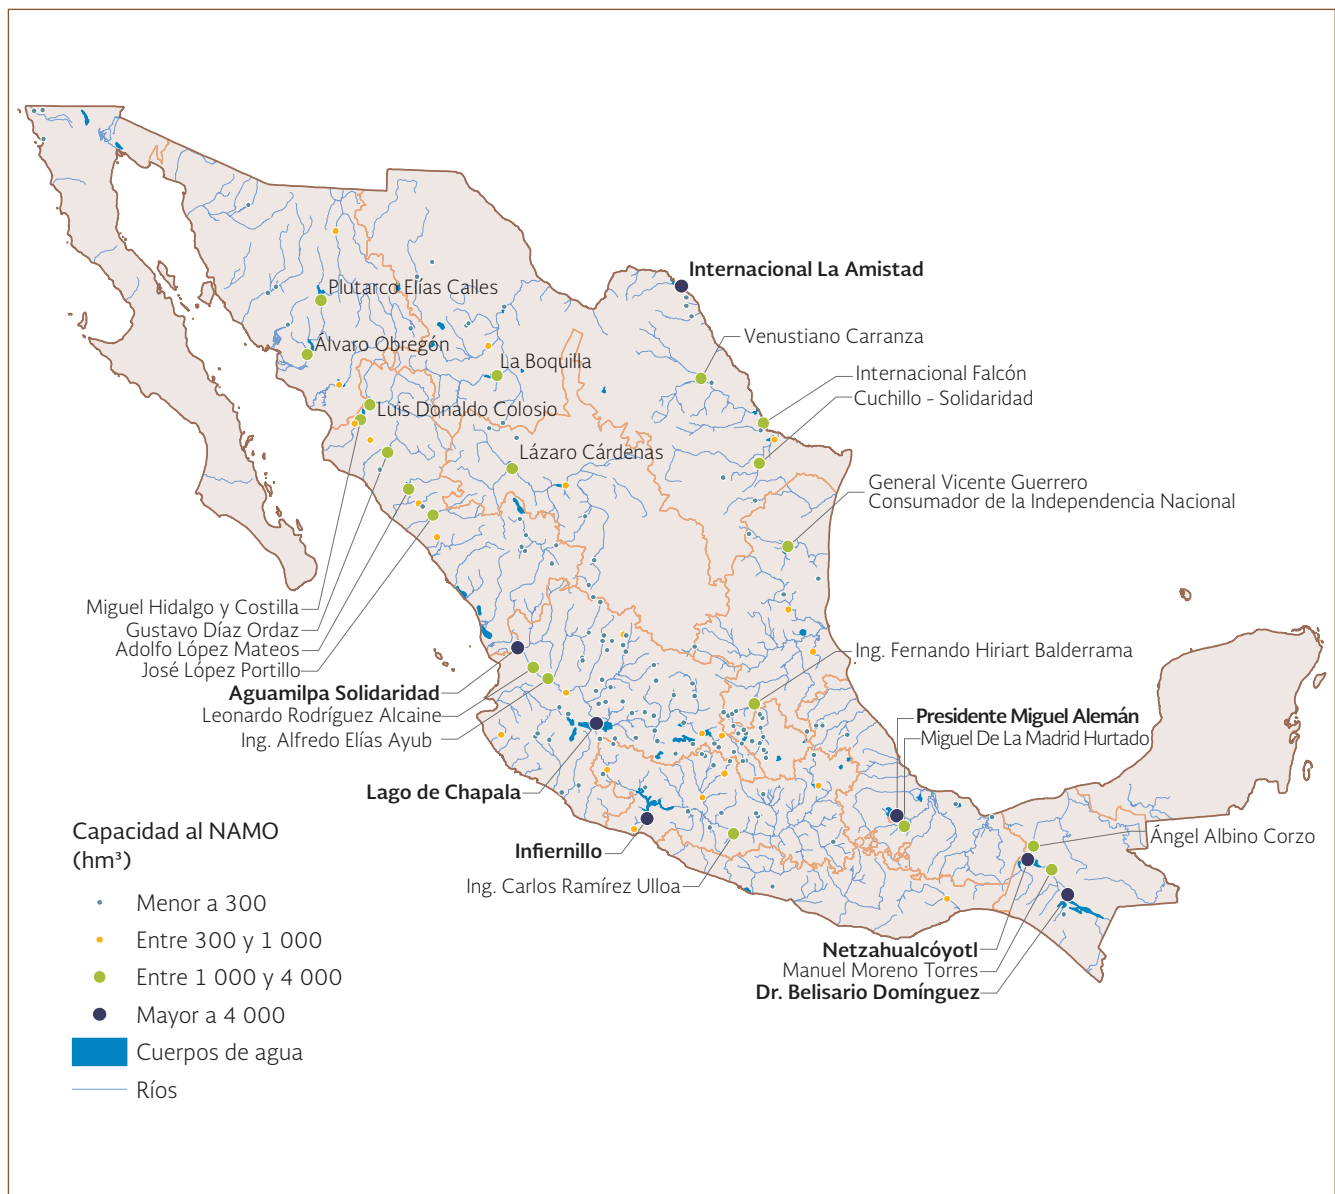 Internacional La Amistad
Plutarco Elías Calles
Venustiano Carranza
Álvaro Obregón
La Boquilla
Internacional Falcón
Cuchillo - Solidaridad
Luis Donaldo Colosio
Lázaro Cárdenas
General Vicente Guerrero
Consumador de la Independencia Nacional
Miguel Hidalgo y Costilla
Gustavo Díaz Ordaz
Adolfo López Mateos
José López Portillo
Aguamilpa Solidaridad
Leonardo Rodríguez Alcaine
Ing. Alfredo Elías Ayub
Ing. Fernando Hiriart Balderrama
Presidente Miguel Alemán
Miguel De La Madrid Hurtado
Lago de Chapala
Infiernillo
Ing. Carlos Ramírez Ulloa
Ángel Albino Corzo
Netzahualcóyotl
Manuel Moreno Torres
Dr. Belisario Domínguez
Capacidad al NAMO
(hm³)
Menor a 300
Entre 300 y 1 000
Entre 1 000 y 4 000
Mayor a 4 000
Cuerpos de agua
Ríos